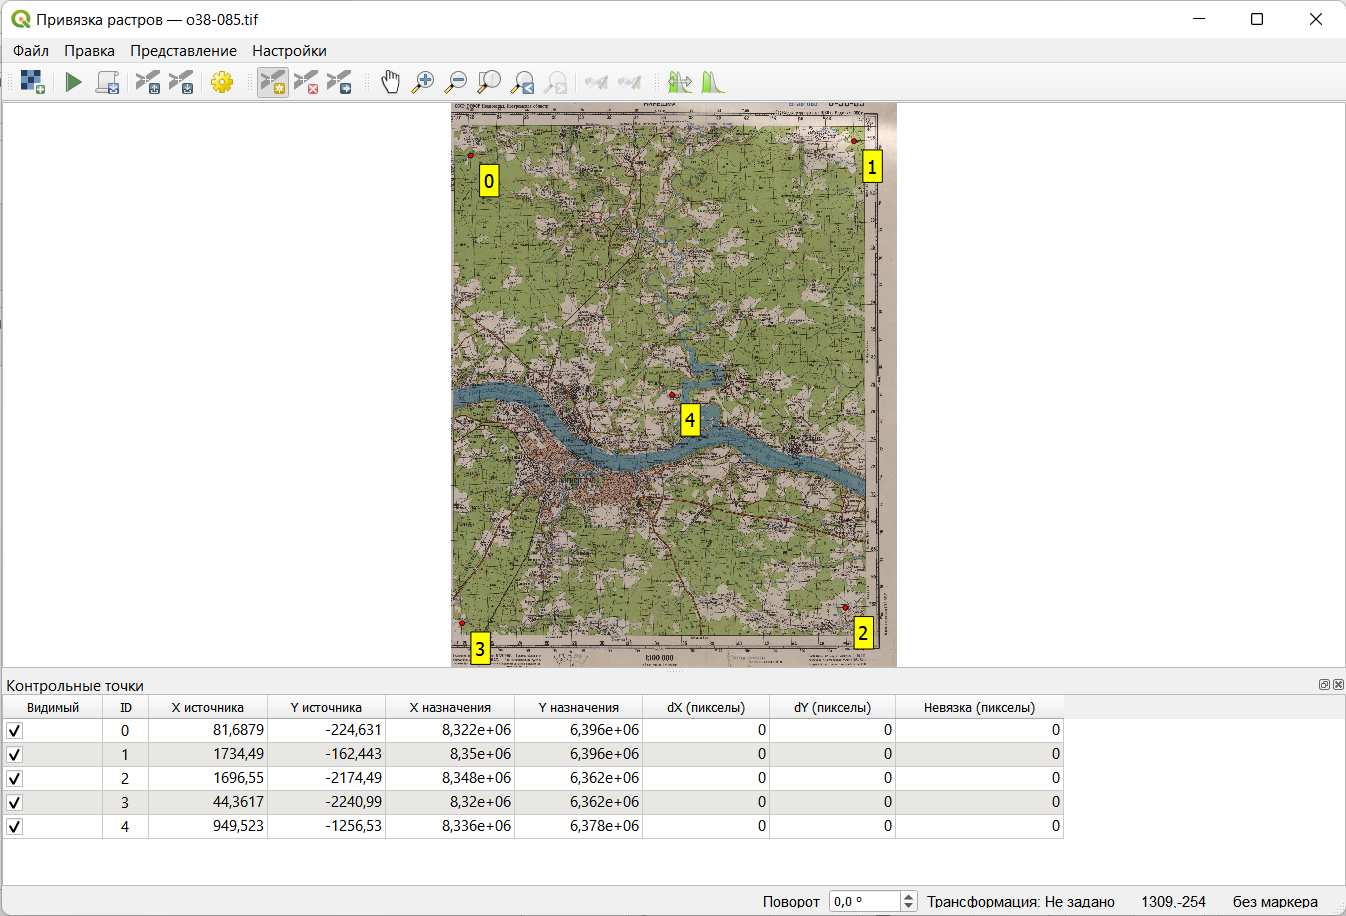 Привязка растров — o38-085.tif
Файл Правка Представление Настройки
0
1
4
2
3
1:100 000
Контрольные точки
Видимый ID X источника Y источника X назначения Y назначения dX (пикселы) dY (пикселы) Невязка (пикселы)
0 81,6879 -224,631 8,322e+06 6,396e+06 0 0 0
1 1734,49 -162,443 8,35e+06 6,396e+06 0 0 0
2 1696,55 -2174,49 8,348e+06 6,362e+06 0 0 0
3 44,3617 -2240,99 8,32e+06 6,362e+06 0 0 0
4 949,523 -1256,53 8,336e+06 6,378e+06 0 0 0
Поворот 0,0 ° Трансформация: Не задано 1309,-254 без маркера